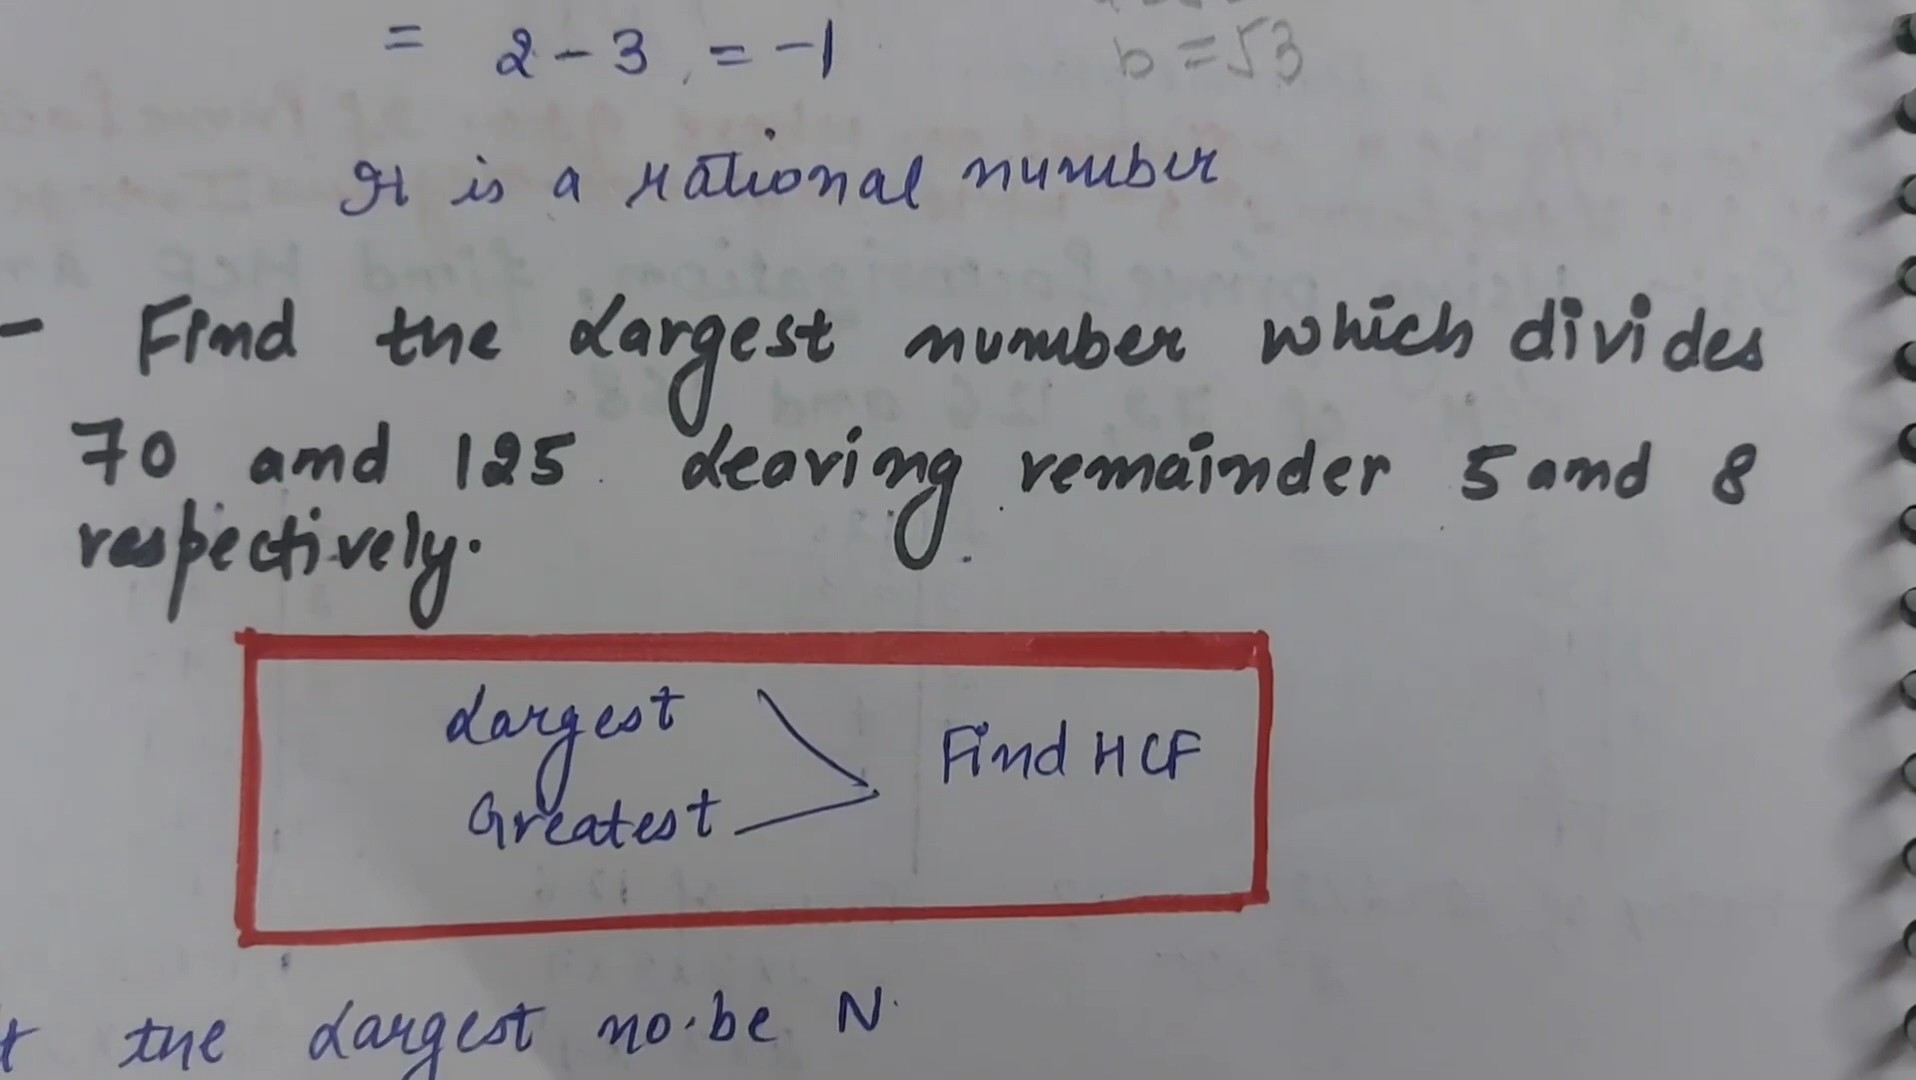 = 2 - 3 = -1
b = √3
It is a rational number
- Find the Largest number which divides
70 and 125 Leaving remainder 5 and 8
respectively.
Largest
Find HCF
Greatest
the Largest no. be N.